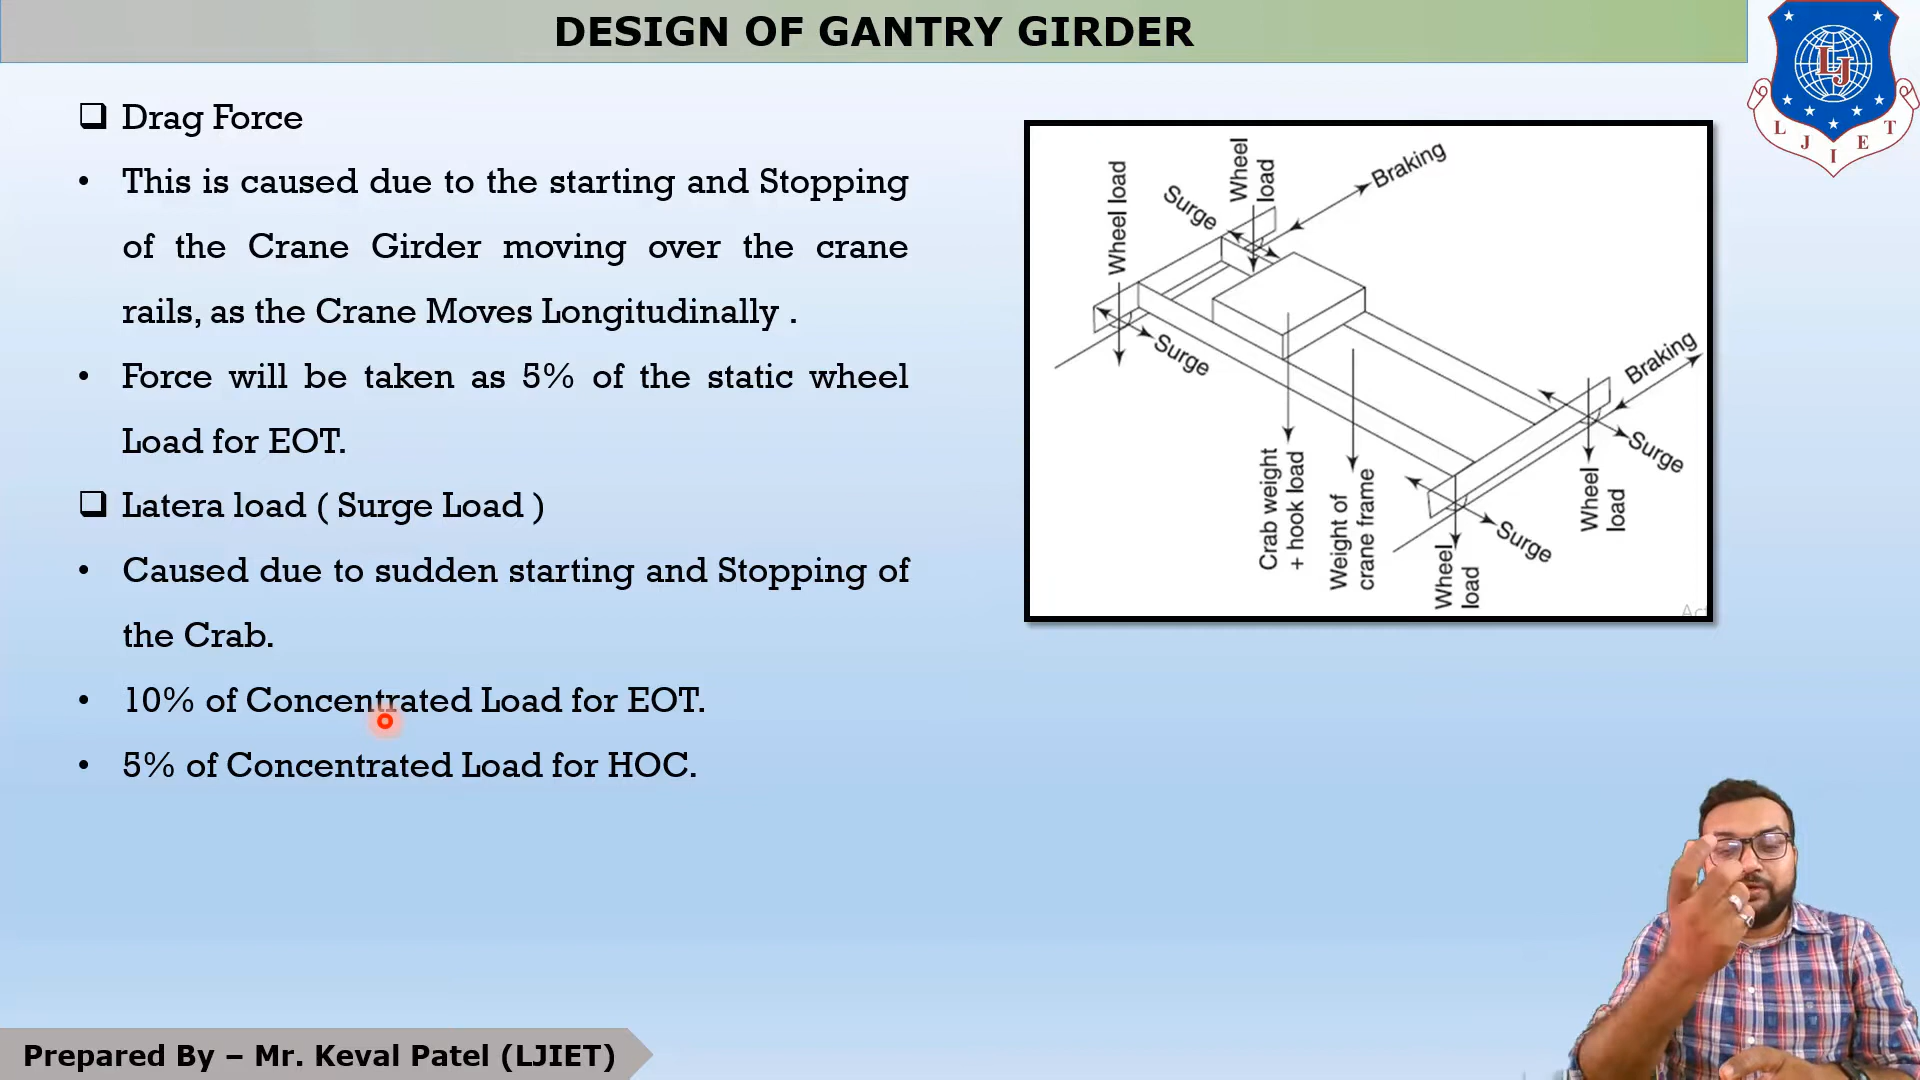 DESIGN OF GANTRY GIRDER
Drag Force
• This is caused due to the starting and Stopping
of the Crane Girder moving over the crane
rails, as the Crane Moves Longitudinally .
• Force will be taken as 5% of the static wheel
Load for EOT.
Latera load ( Surge Load )
• Caused due to sudden starting and Stopping of
the Crab.
• 10% of Concentrated Load for EOT.
• 5% of Concentrated Load for HOC.
Wheel load
Surge
Wheel
load
Braking
Surge
Crab weight
+ hook load
Weight of
crane frame
Braking
Surge
Wheel
load
Surge
Wheel
load
LJ
L J I E T
Prepared By – Mr. Keval Patel (LJIET)